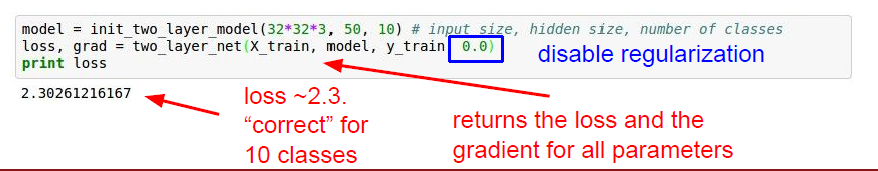 model = init_two_layer_model(32*32*3, 50, 10) # input size, hidden size, number of classes
loss, grad = two_layer_net(X_train, model, y_train 0.0)
disable regularization
print loss
2.30261216167
loss ~2.3.
"correct" for
10 classes
returns the loss and the
gradient for all parameters